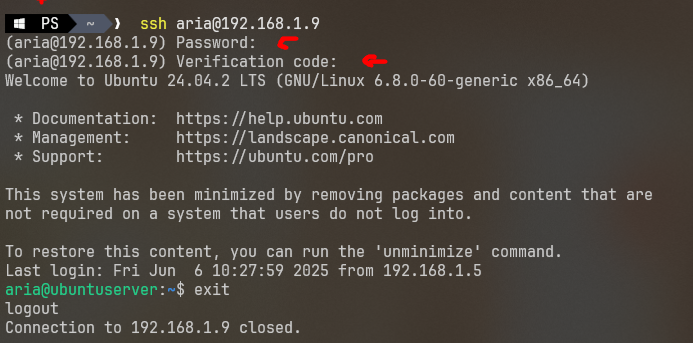 PS ~ ❯ ssh aria@192.168.1.9
(aria@192.168.1.9) Password:
(aria@192.168.1.9) Verification code:
Welcome to Ubuntu 24.04.2 LTS (GNU/Linux 6.8.0-60-generic x86_64)
* Documentation: https://help.ubuntu.com
* Management: https://landscape.canonical.com
* Support: https://ubuntu.com/pro
This system has been minimized by removing packages and content that are
not required on a system that users do not log into.
To restore this content, you can run the 'unminimize' command.
Last login: Fri Jun 6 10:27:59 2025 from 192.168.1.5
aria@ubuntuserver:~$ exit
logout
Connection to 192.168.1.9 closed.